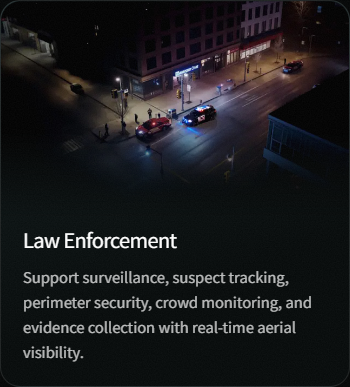 Law Enforcement
Support surveillance, suspect tracking,
perimeter security, crowd monitoring, and
evidence collection with real-time aerial
visibility.